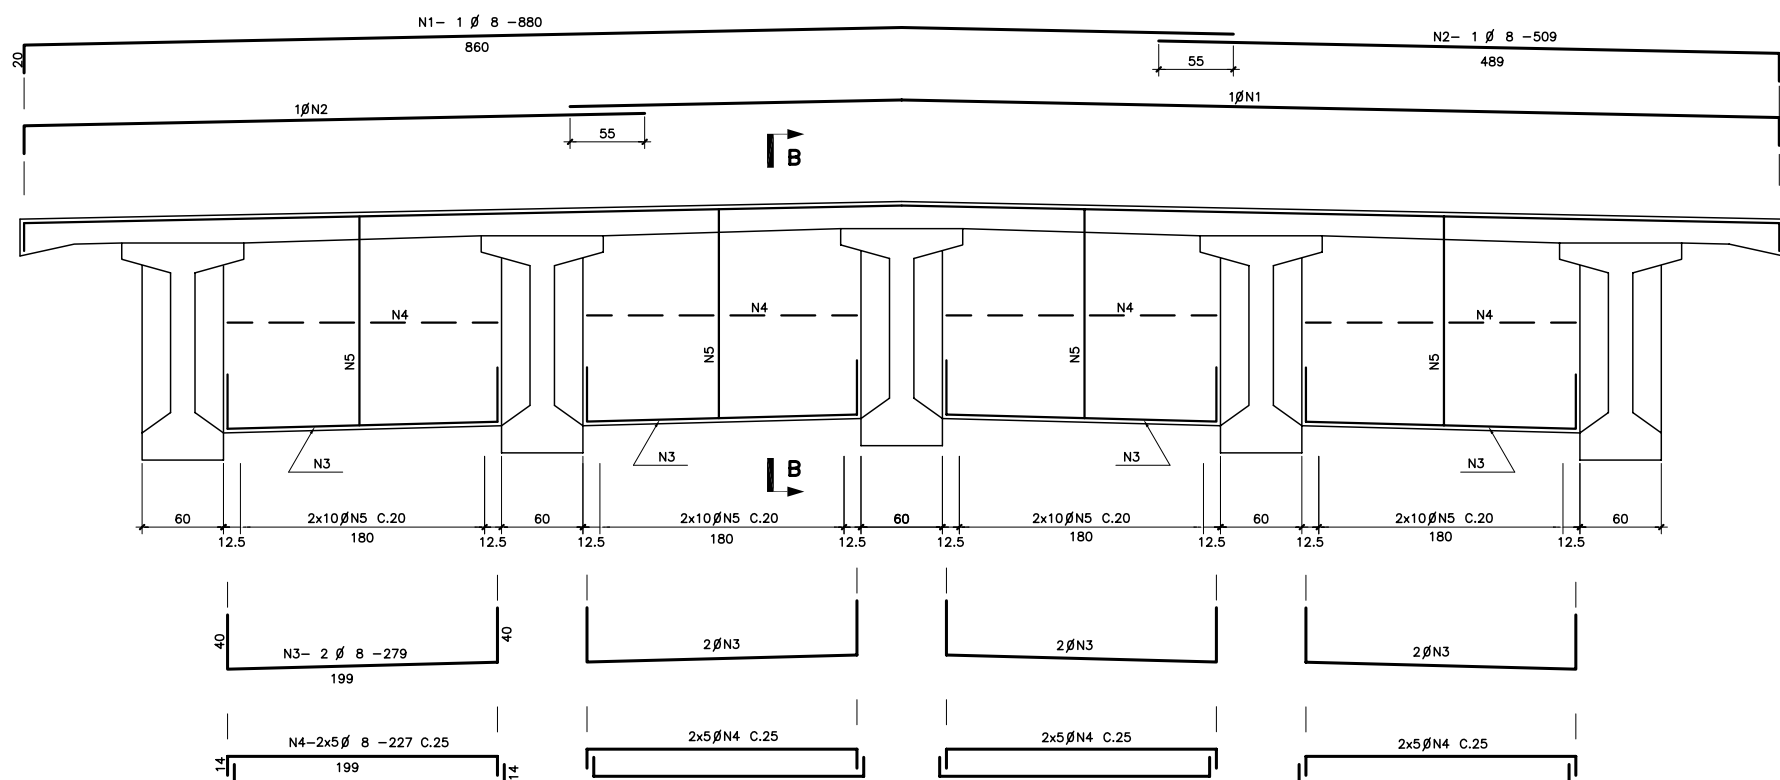 N1- 1 Ø 8 -880
860
20
N2- 1 Ø 8 -509
489
55
1ØN2
1ØN1
55
B
N4
N4
N4
N4
N5
N5
N5
N5
N3
N3
N3
N3
B
60
2x10ØN5 C.20
60
2x10ØN5 C.20
60
2x10ØN5 C.20
60
2x10ØN5 C.20
60
12.5
180
12.5
12.5
180
12.5
12.5
180
12.5
12.5
180
12.5
40
N3- 2 Ø 8 -279
199
40
2ØN3
2ØN3
2ØN3
14
N4-2x5Ø 8 -227 C.25
199
14
2x5ØN4 C.25
2x5ØN4 C.25
2x5ØN4 C.25